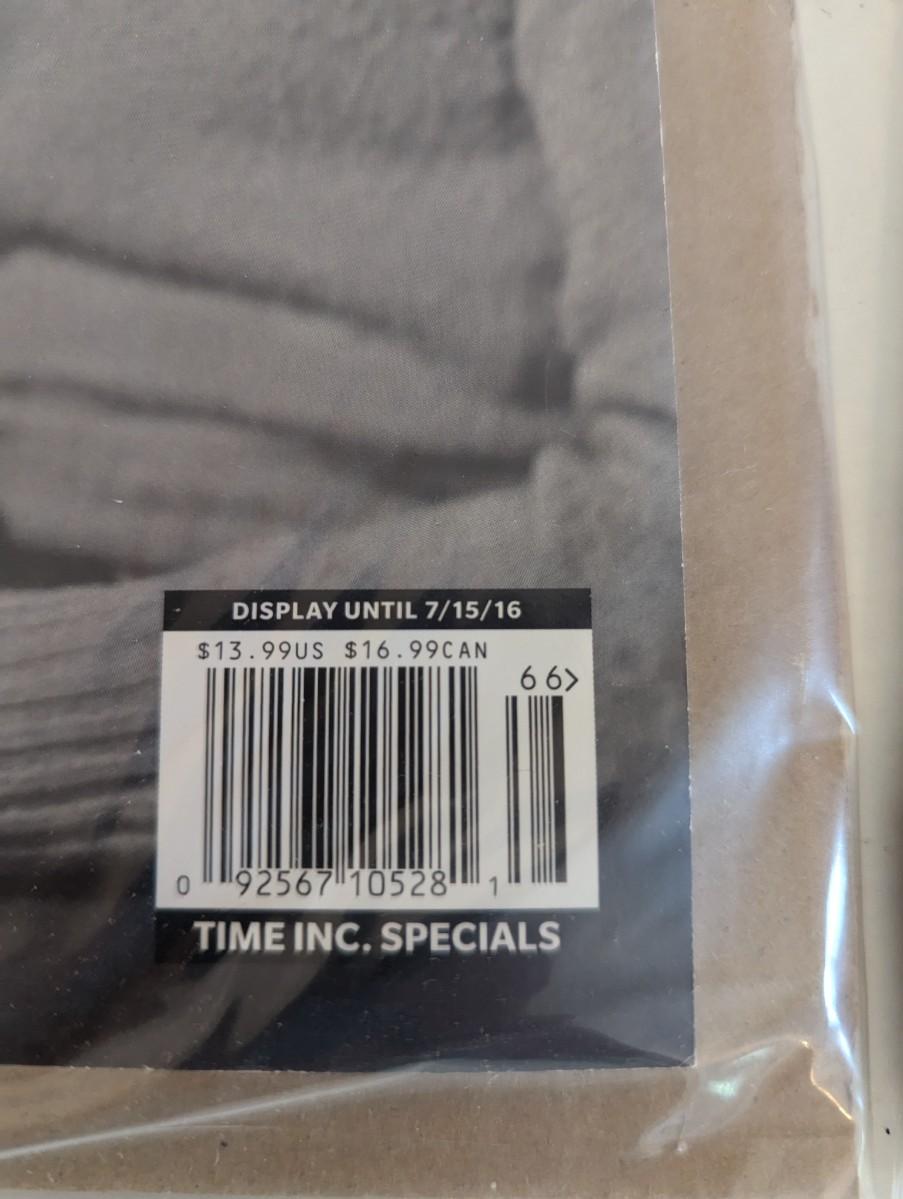 DISPLAY UNTIL 7/15/16
$13.99US $16.99CAN
66>
0 92567 10528 1
TIME INC. SPECIALS